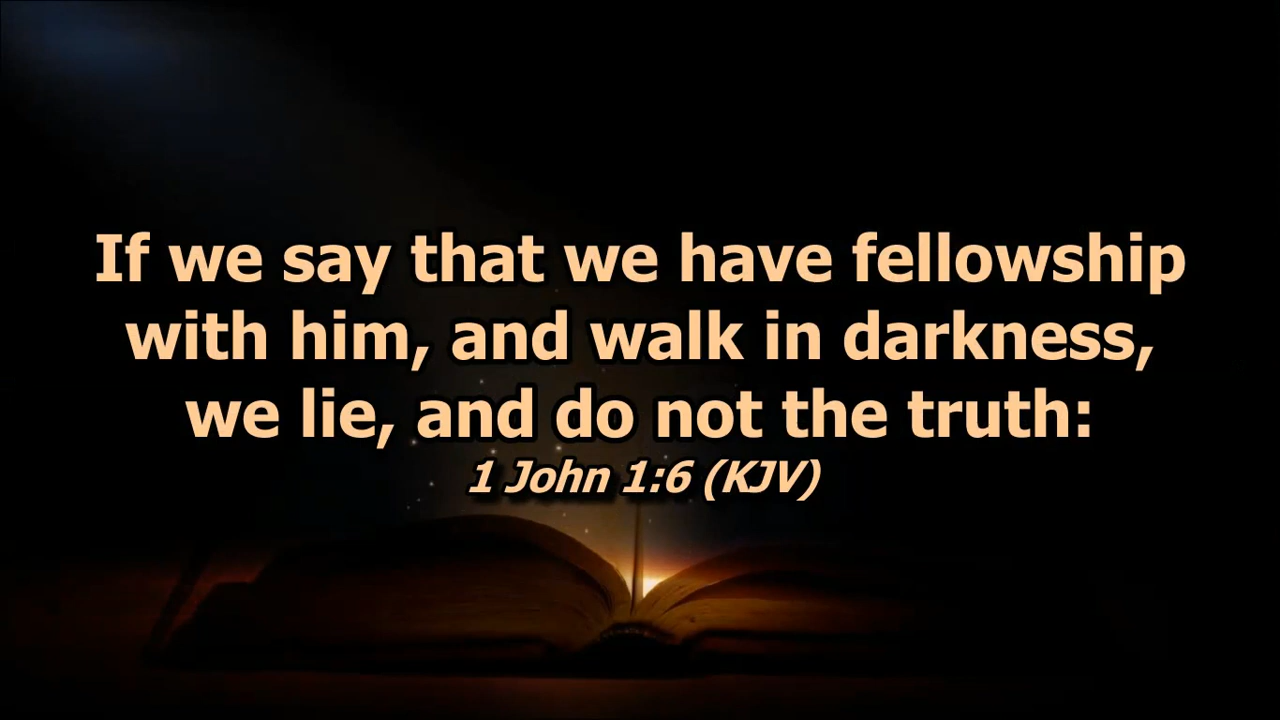 If we say that we have fellowship
with him, and walk in darkness,
we lie, and do not the truth:
1 John 1:6 (KJV)